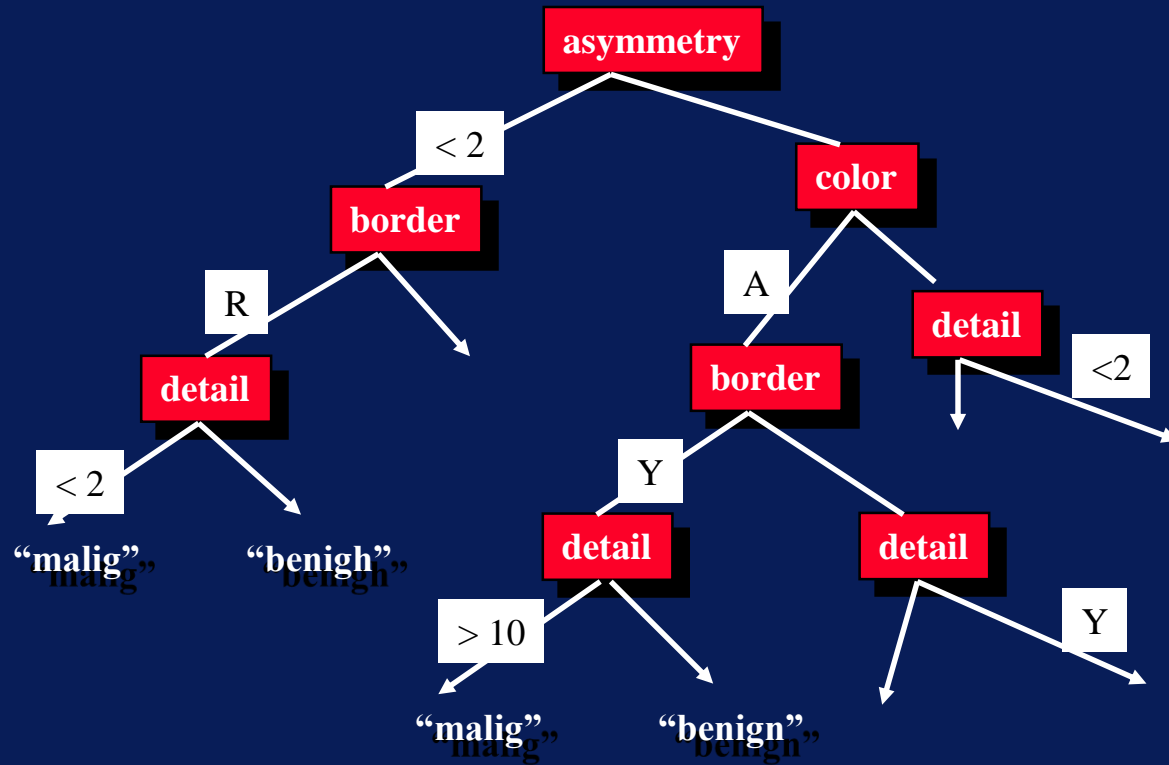 asymmetry
< 2
color
border
A
R
detail
<2
detail
border
< 2
Y
detail
detail
“malig”
“benigh”
> 10
Y
“malig”
“benign”